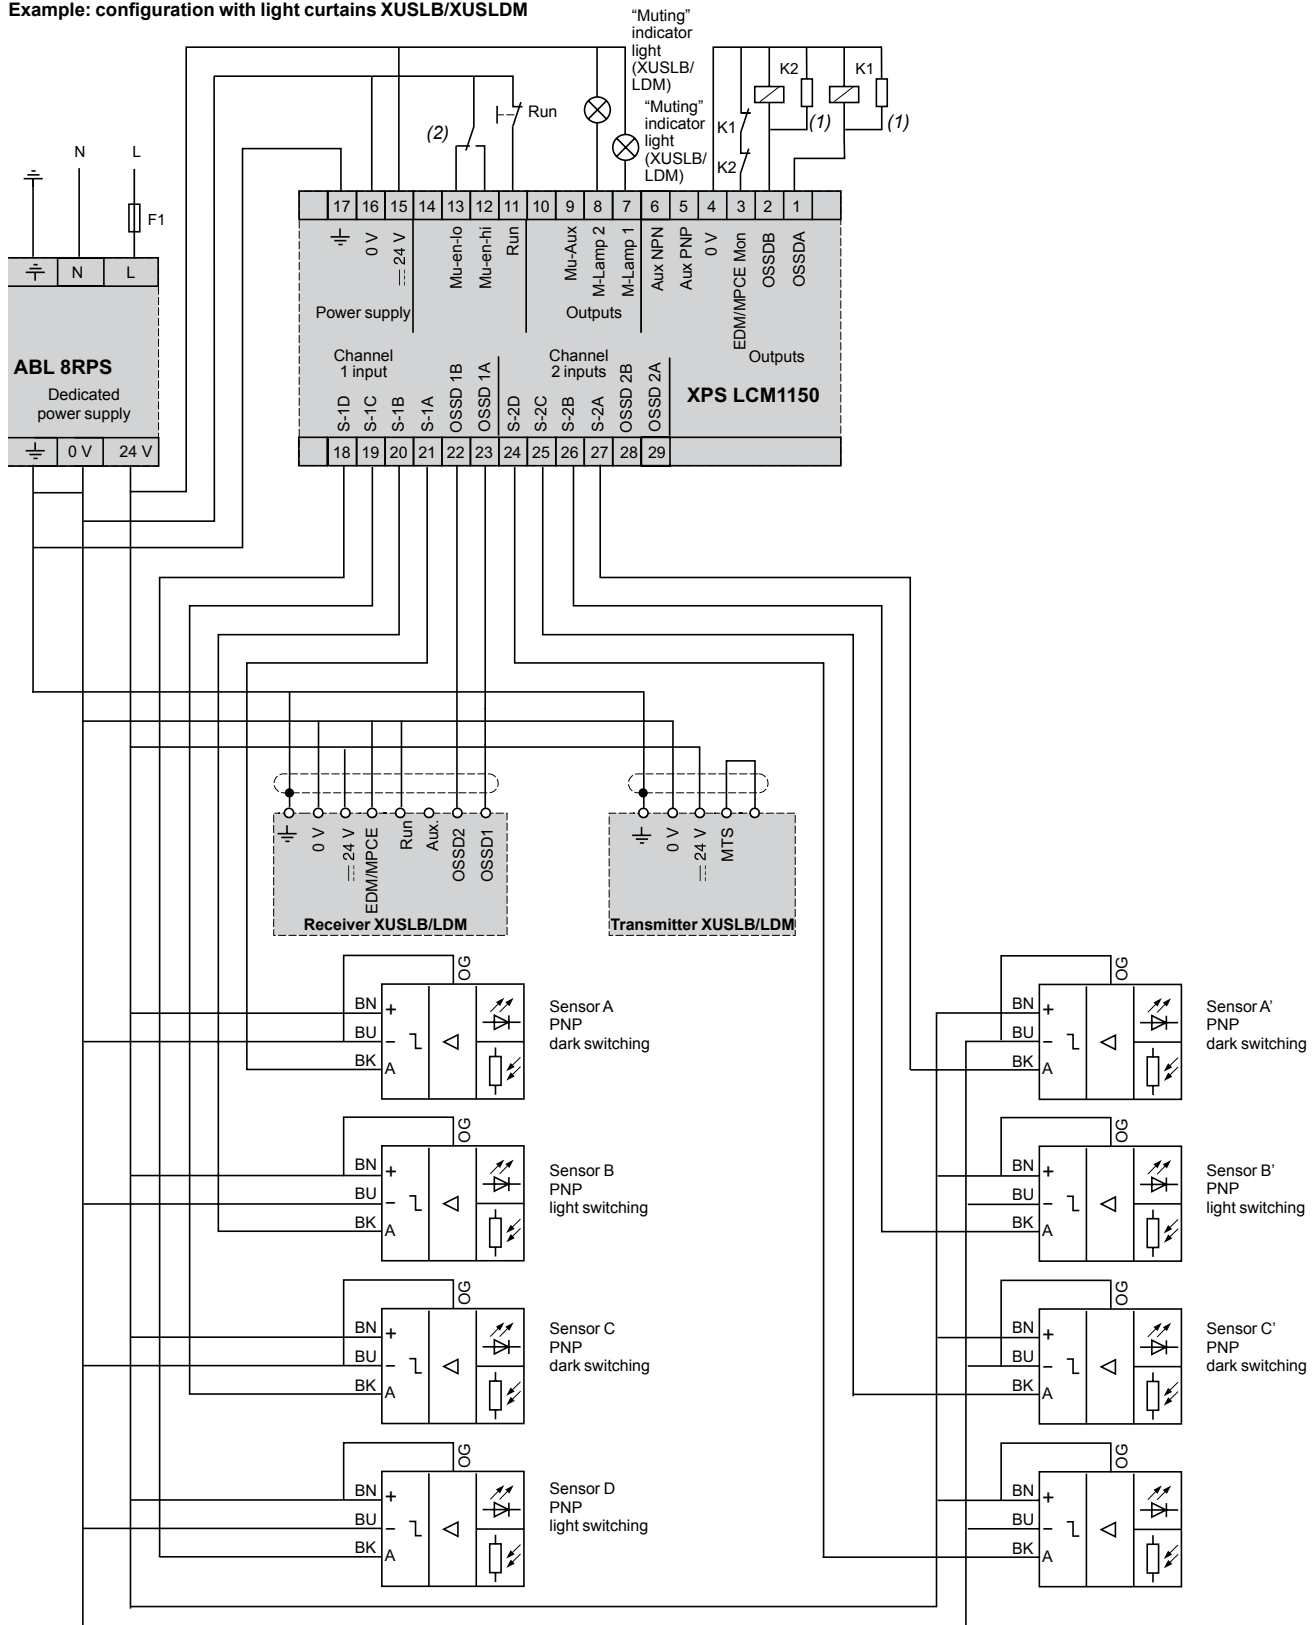 Example: configuration with light curtains XUSLB/XUSLDM
“Muting”
indicator
light
(XUSLB/
LDM)
“Muting”
indicator
light
(XUSLB/
LDM)
K2
K1
(1)
(1)
K1
K2
Run
(2)
N
L
F1
N
L
ABL 8RPS
Dedicated
power supply
0 V
24 V
17 16 15 14 13 12 11 10 9 8 7 6 5 4 3 2 1
0 V
24 V
Mu-en-lo
Mu-en-hi
Run
Mu-Aux
M-Lamp 2
M-Lamp 1
Aux NPN
Aux PNP
0 V
EDM/MPCE Mon
OSSDB
OSSDA
Power supply
Outputs
Outputs
Channel
1 input
Channel
2 inputs
XPS LCM1150
S-1D
S-1C
S-1B
S-1A
OSSD 1B
OSSD 1A
S-2D
S-2C
S-2B
S-2A
OSSD 2B
OSSD 2A
18 19 20 21 22 23 24 25 26 27 28 29
0 V
24 V
EDM/MPCE
Run
Aux.
OSSD2
OSSD1
Receiver XUSLB/LDM
0 V
24 V
MTS
Transmitter XUSLB/LDM
OG
BN +
BU −
BK A
Sensor A
PNP
dark switching
OG
BN +
BU −
BK A
Sensor A’
PNP
dark switching
OG
BN +
BU −
BK A
Sensor B
PNP
light switching
OG
BN +
BU −
BK A
Sensor B’
PNP
light switching
OG
BN +
BU −
BK A
Sensor C
PNP
dark switching
OG
BN +
BU −
BK A
Sensor C’
PNP
dark switching
OG
BN +
BU −
BK A
Sensor D
PNP
light switching
OG
BN +
BU −
BK A